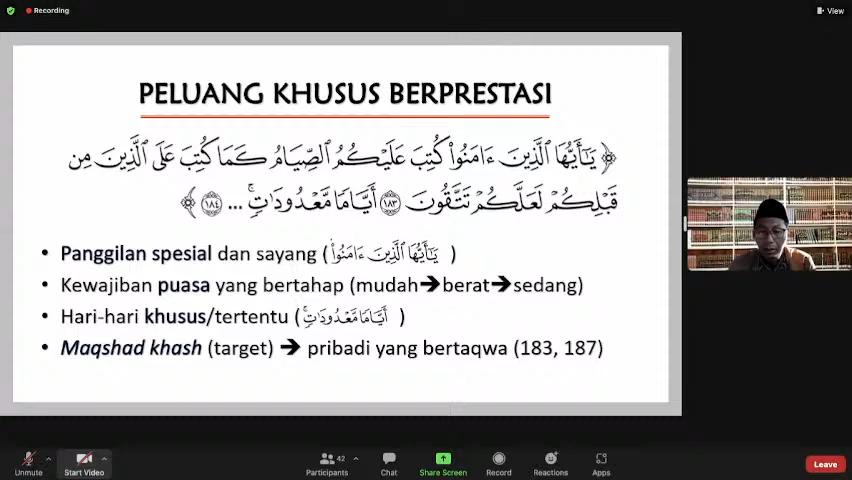 Recording
View
PELUANG KHUSUS BERPRESTASI
﴿ يَٰٓأَيُّهَا ٱلَّذِينَ ءَامَنُواْ كُتِبَ عَلَيۡكُمُ ٱلصِّيَامُ كَمَا كُتِبَ عَلَى ٱلَّذِينَ مِن
قَبۡلِكُمۡ لَعَلَّكُمۡ تَتَّقُونَ ١٨٣ أَيَّامٗا مَّعۡدُودَٰتٖۚ ... ١٨٤ ﴾
• Panggilan spesial dan sayang (يَٰٓأَيُّهَا ٱلَّذِينَ ءَامَنُواْ )
• Kewajiban puasa yang bertahap (mudah➔berat➔sedang)
• Hari-hari khusus/tertentu (أَيَّامٗا مَّعۡدُودَٰتٖۚ )
• Maqshad khash (target) ➔ pribadi yang bertaqwa (183, 187)
Unmute
Start Video
42
Participants
Chat
Share Screen
Record
Reactions
Apps
Leave